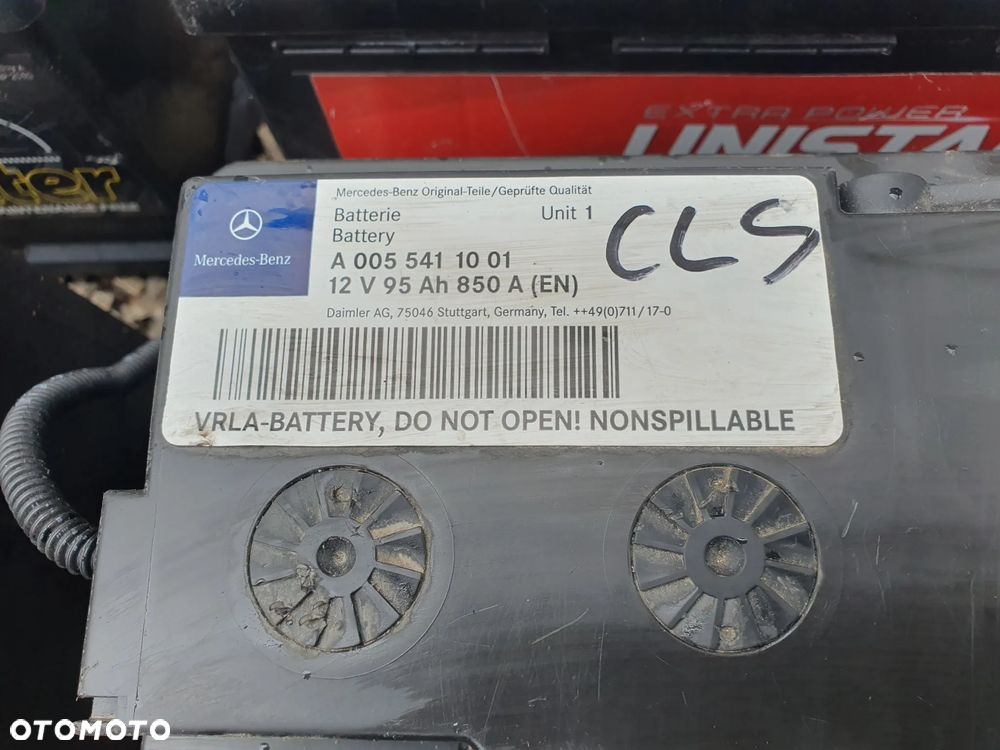 EXTRA POWER
Mercedes-Benz
Mercedes-Benz Original-Teile/Geprüfte Qualität
Batterie Unit 1
Battery
CLS
A 005 541 10 01
12 V 95 Ah 850 A (EN)
Daimler AG, 75046 Stuttgart, Germany, Tel. ++49(0)711/17-0
VRLA-BATTERY, DO NOT OPEN! NONSPILLABLE
OTOMOTO